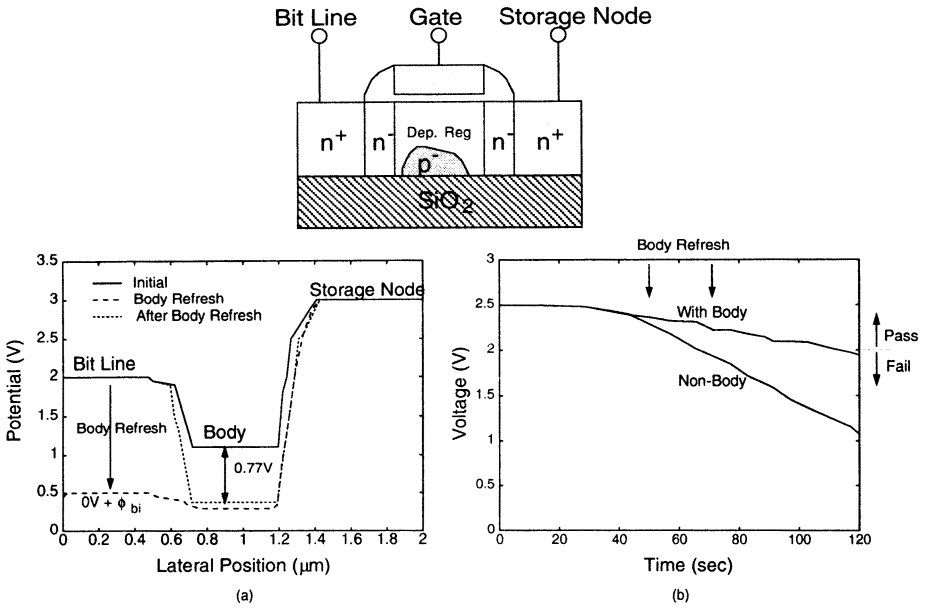 Bit Line Gate Storage Node
n+ n- Dep. Reg n- n+
p-
SiO2
3.5
3
2.5
2
1.5
1
0.5
0
Potential (V)
Initial
Body Refresh
After Body Refresh
Storage Node
Bit Line
Body Refresh
Body
0.77V
0V + ϕbi
0 0.2 0.4 0.6 0.8 1 1.2 1.4 1.6 1.8 2
Lateral Position (μm)
(a)
Body Refresh
3
2.5
2
1.5
1
0.5
0
Voltage (V)
With Body
Non-Body
Pass
Fail
0 20 40 60 80 100 120
Time (sec)
(b)